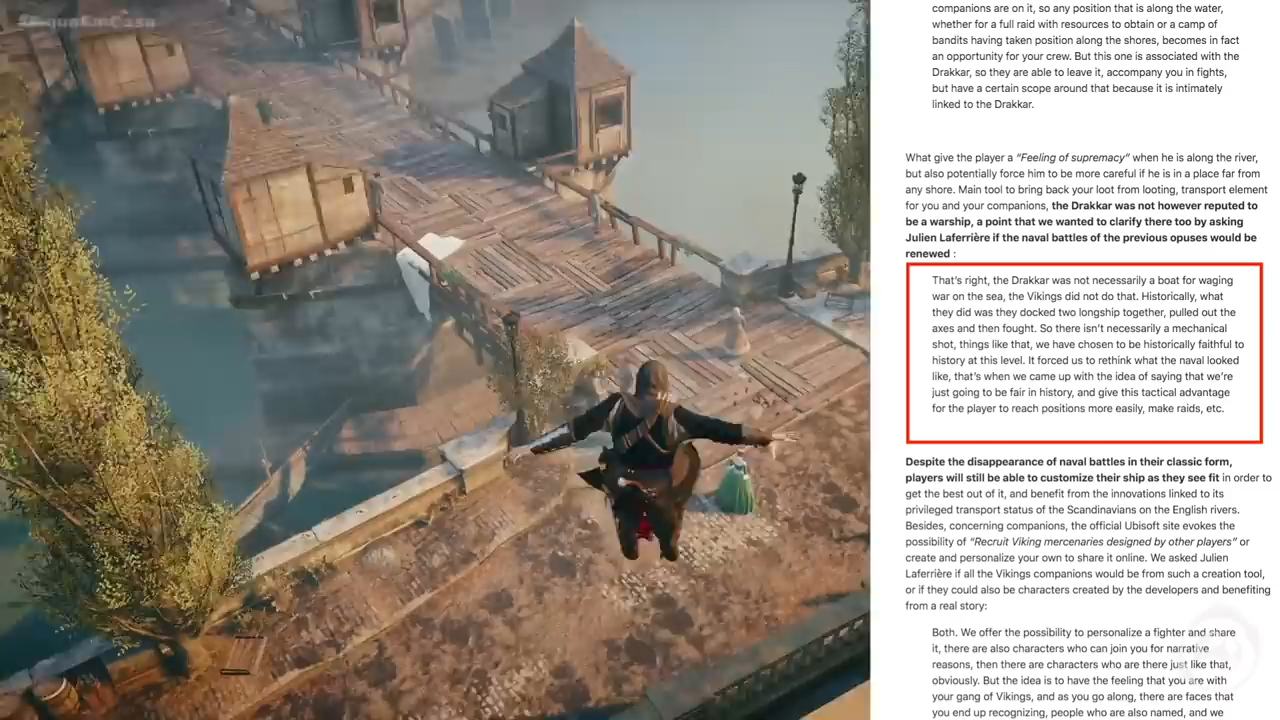 #FiqueEmCasa
companions are on it, so any position that is along the water,
whether for a full raid with resources to obtain or a camp of
bandits having taken position along the shores, becomes in fact
an opportunity for your crew. But this one is associated with the
Drakkar, so they are able to leave it, accompany you in fights,
but have a certain scope around that because it is intimately
linked to the Drakkar.
What give the player a “Feeling of supremacy” when he is along the river,
but also potentially force him to be more careful if he is in a place far from
any shore. Main tool to bring back your loot from looting, transport element
for you and your companions, the Drakkar was not however reputed to
be a warship, a point that we wanted to clarify there too by asking
Julien Laferrière if the naval battles of the previous opuses would be
renewed :
That’s right, the Drakkar was not necessarily a boat for waging
war on the sea, the Vikings did not do that. Historically, what
they did was they docked two longship together, pulled out the
axes and then fought. So there isn’t necessarily a mechanical
shot, things like that, we have chosen to be historically faithful to
history at this level. It forced us to rethink what the naval looked
like, that’s when we came up with the idea of saying that we’re
just going to be fair in history, and give this tactical advantage
for the player to reach positions more easily, make raids, etc.
Despite the disappearance of naval battles in their classic form,
players will still be able to customize their ship as they see fit in order to
get the best out of it, and benefit from the innovations linked to its
privileged transport status of the Scandinavians on the English rivers.
Besides, concerning companions, the official Ubisoft site evokes the
possibility of “Recruit Viking mercenaries designed by other players” or
create and personalize your own to share it online. We asked Julien
Laferrière if all the Vikings companions would be from such a creation tool,
or if they could also be characters created by the developers and benefiting
from a real story:
Both. We offer the possibility to personalize a fighter and share
it, there are also characters who can join you for narrative
reasons, then there are characters who are there just like that,
obviously. But the idea is to have the feeling that you are with
your gang of Vikings, and as you go along, there are faces that
you end up recognizing, people who are also named, and we